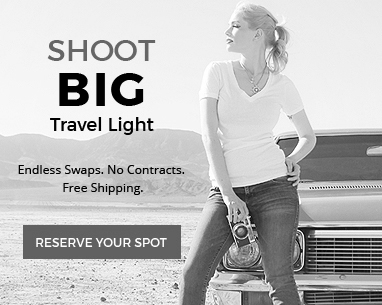 SHOOT
BIG
Travel Light
Endless Swaps. No Contracts.
Free Shipping.
RESERVE YOUR SPOT